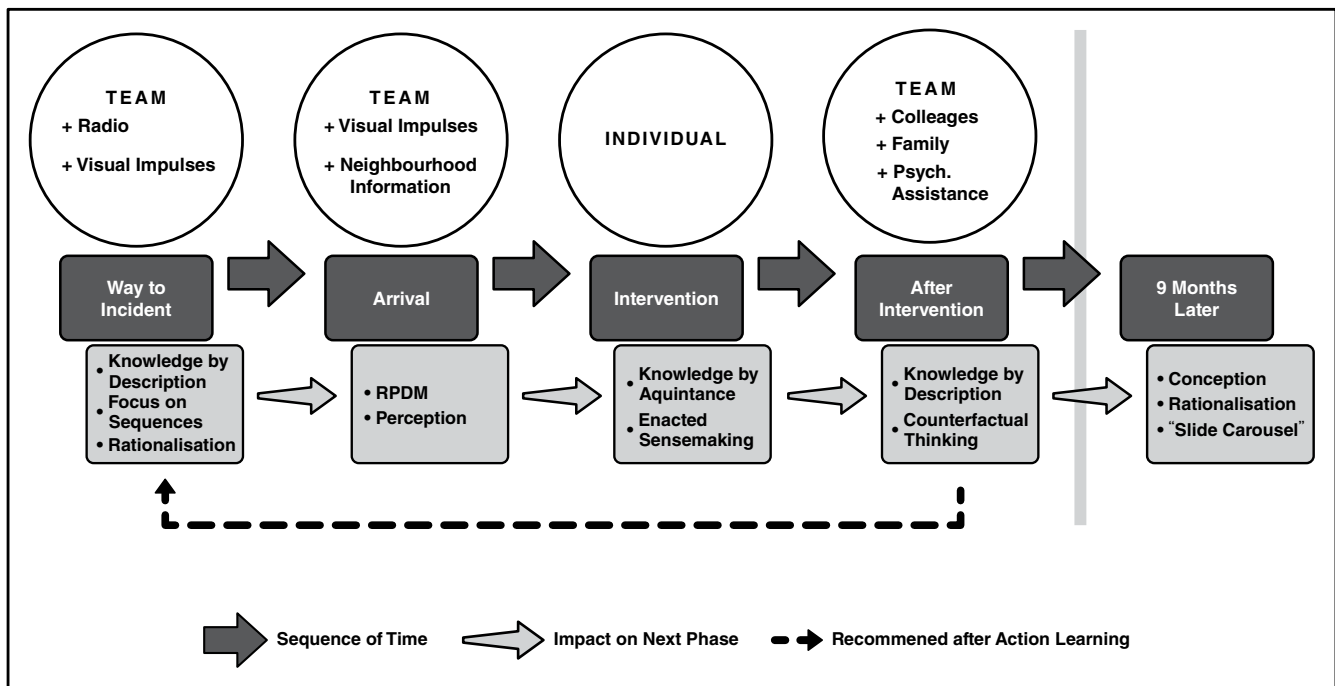 TEAM
+ Radio
+ Visual Impulses
TEAM
+ Visual Impulses
+ Neighbourhood
Information
INDIVIDUAL
TEAM
+ Colleages
+ Family
+ Psych.
Assistance
Way to
Incident
Arrival
Intervention
After
Intervention
9 Months
Later
• Knowledge by
Description
• Focus on
Sequences
• Rationalisation
• RPDM
• Perception
• Knowledge by
Aquintance
• Enacted
Sensemaking
• Knowledge by
Description
• Counterfactual
Thinking
• Conception
• Rationalisation
• "Slide Carousel"
Sequence of Time
Impact on Next Phase
Recommened after Action Learning